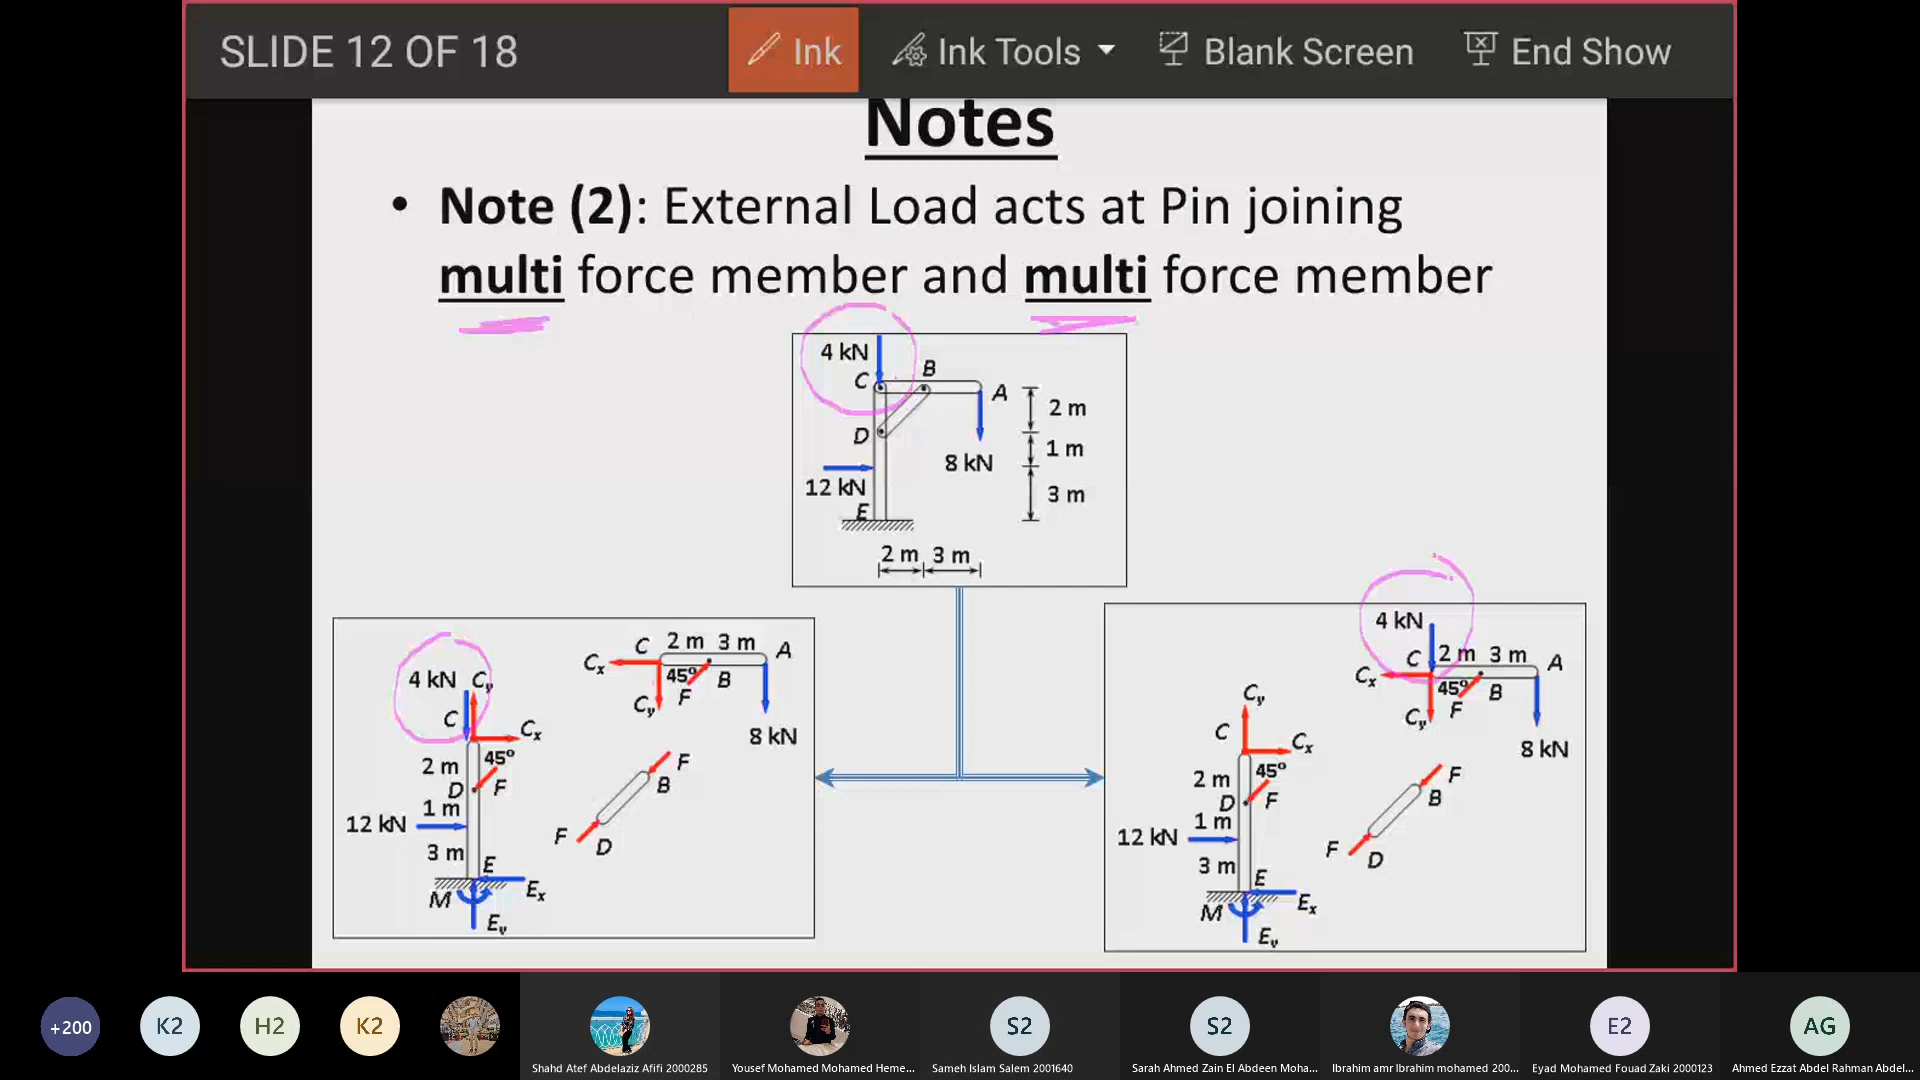 SLIDE 12 OF 18
Ink
Ink Tools
Blank Screen
End Show
Notes
• Note (2): External Load acts at Pin joining
multi force member and multi force member
4 kN
B
C
A
2 m
D
1 m
8 kN
12 kN
3 m
E
2 m 3 m
C 2 m 3 m A
Cx
4 kN Cy
45° B
F
Cy
C
Cx
8 kN
45°
2 m
D F
F
B
1 m
12 kN
F
D
3 m
E
M
Ex
Ey
4 kN
C 2 m 3 m A
Cx
45° B
F
Cy
Cy
C
Cx
8 kN
45°
2 m
D F
F
B
1 m
12 kN
F
D
3 m
E
M
Ex
Ey
+200
K2
H2
K2
S2
S2
E2
AG
Shahd Atef Abdelaziz Afifi 2000285
Yousef Mohamed Mohamed Heme...
Sameh Islam Salem 2001640
Sarah Ahmed Zain El Abdeen Moha...
Ibrahim amr Ibrahim mohamed 200...
Eyad Mohamed Fouad Zaki 2000123
Ahmed Ezzat Abdel Rahman Abdel...